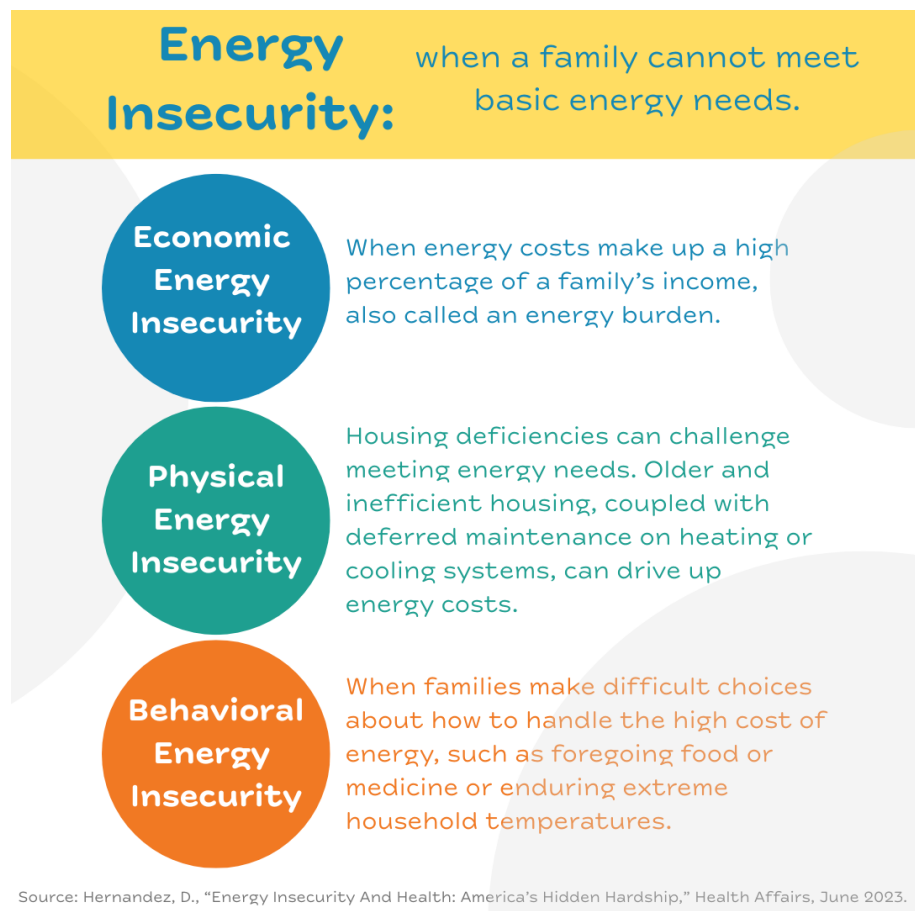 Energy
Insecurity:
when a family cannot meet
basic energy needs.
Economic
Energy
Insecurity
When energy costs make up a high
percentage of a family's income,
also called an energy burden.
Physical
Energy
Insecurity
Housing deficiencies can challenge
meeting energy needs. Older and
inefficient housing, coupled with
deferred maintenance on heating or
cooling systems, can drive up
energy costs.
Behavioral
Energy
Insecurity
When families make difficult choices
about how to handle the high cost of
energy, such as foregoing food or
medicine or enduring extreme
household temperatures.
Source: Hernandez, D., “Energy Insecurity And Health: America’s Hidden Hardship,” Health Affairs, June 2023.